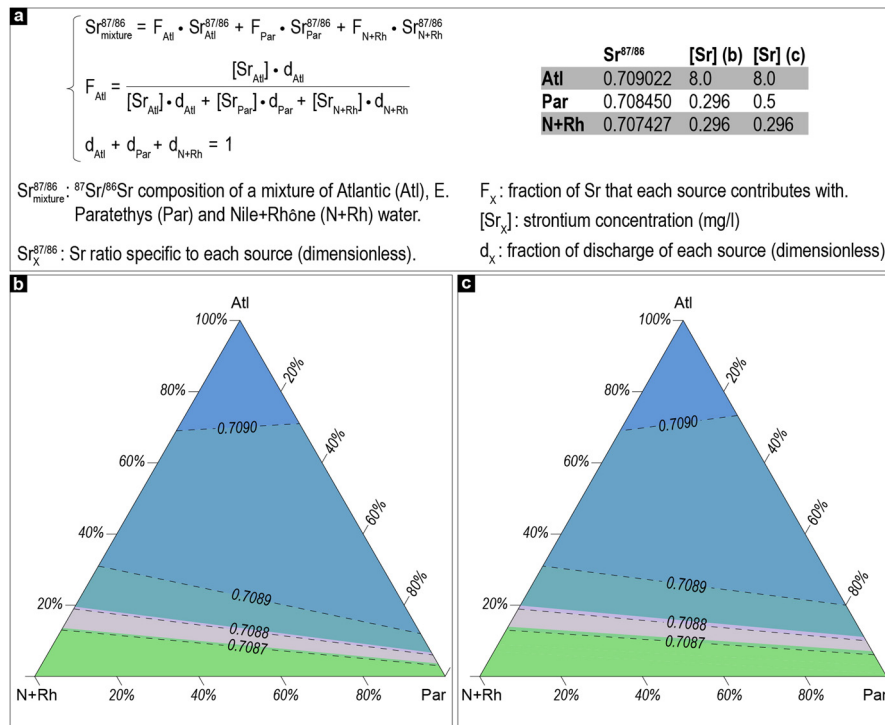 a
Sr87/86mixture = FAtl • Sr87/86Atl + FPar • Sr87/86Par + FN+Rh • Sr87/86N+Rh
FAtl = [SrAtl] • dAtl
[SrAtl] • dAtl + [SrPar] • dPar + [SrN+Rh] • dN+Rh
dAtl + dPar + dN+Rh = 1
Sr87/86 [Sr] (b) [Sr] (c)
Atl 0.709022 8.0 8.0
Par 0.708450 0.296 0.5
N+Rh 0.707427 0.296 0.296
Sr87/86mixture : 87Sr/86Sr composition of a mixture of Atlantic (Atl), E.
Paratethys (Par) and Nile+Rhône (N+Rh) water.
Sr87/86X : Sr ratio specific to each source (dimensionless).
FX : fraction of Sr that each source contributes with.
[SrX] : strontium concentration (mg/l)
dX : fraction of discharge of each source (dimensionless)
b
Atl
100%
80%
60%
40%
20%
20%
40%
60%
80%
0.7090
0.7089
0.7088
0.7087
N+Rh 20% 40% 60% 80% Par
c
Atl
100%
80%
60%
40%
20%
20%
40%
60%
80%
0.7090
0.7089
0.7088
0.7087
N+Rh 20% 40% 60% 80% Par